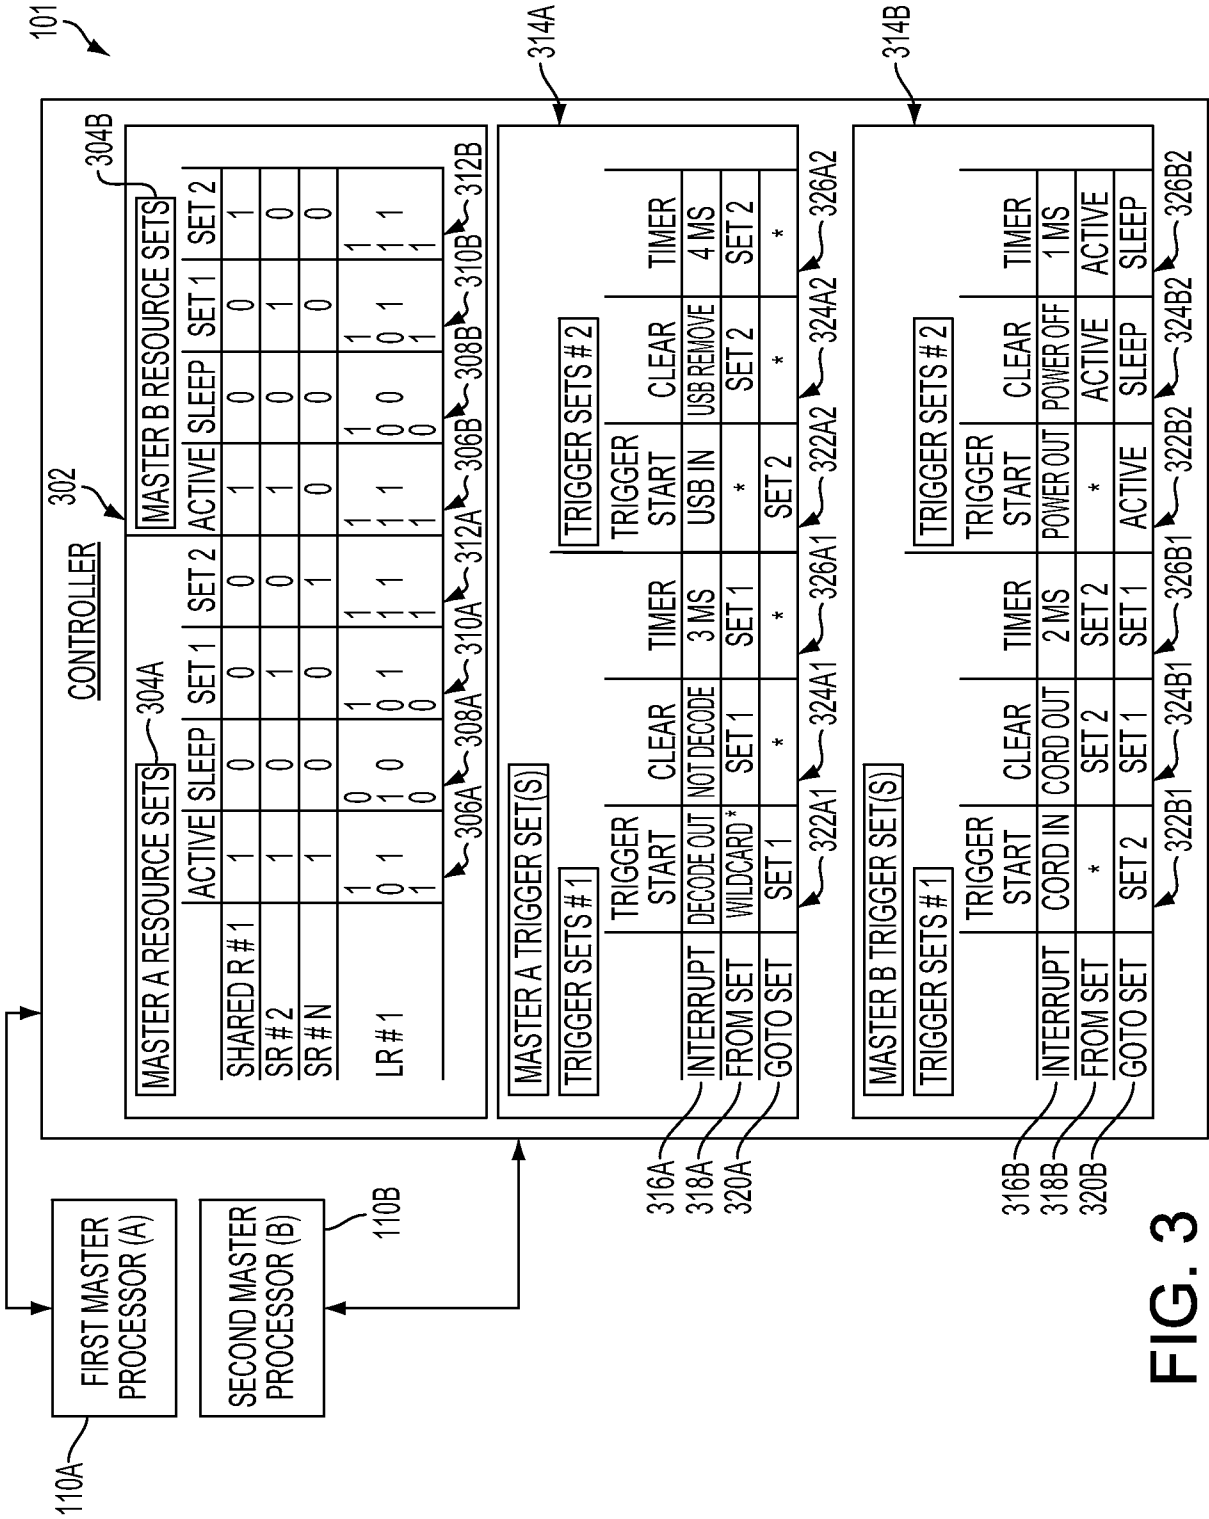 101
110A
FIRST MASTER
PROCESSOR (A)
SECOND MASTER
PROCESSOR (B)
110B
CONTROLLER
302
304A
304B
MASTER A RESOURCE SETS
MASTER B RESOURCE SETS
ACTIVE SLEEP SET 1 SET 2 ACTIVE SLEEP SET 1 SET 2
SHARED R # 1 1 0 0 0 1 0 0 1
SR # 2 1 0 1 0 1 0 1 0
SR # N 1 0 0 1 0 0 0 0
1 0 1 1 1 1 1 1
LR # 1 0 1 1 0 0 1 1 1 1 1 0 0 0 1 1 1
1 0 0 1 1 0 1 1
306A 308A 310A 312A 306B 308B 310B 312B
314A
MASTER A TRIGGER SET(S)
TRIGGER SETS # 1
TRIGGER SETS # 2
TRIGGER TRIGGER
START CLEAR TIMER START CLEAR TIMER
INTERRUPT DECODE OUT NOT DECODE 3 MS USB IN USB REMOVE 4 MS
FROM SET WILDCARD* SET 1 SET 1 * SET 2 SET 2
GOTO SET SET 1 * * SET 2 * *
316A
318A
320A
322A1 324A1 326A1 322A2 324A2 326A2
314B
MASTER B TRIGGER SET(S)
TRIGGER SETS # 1
TRIGGER SETS # 2
TRIGGER TRIGGER
START CLEAR TIMER START CLEAR TIMER
INTERRUPT CORD IN CORD OUT 2 MS POWER OUT POWER OFF 1 MS
FROM SET * SET 2 SET 2 * ACTIVE ACTIVE
GOTO SET SET 2 SET 1 SET 1 ACTIVE SLEEP SLEEP
316B
318B
320B
322B1 324B1 326B1 322B2 324B2 326B2
FIG. 3